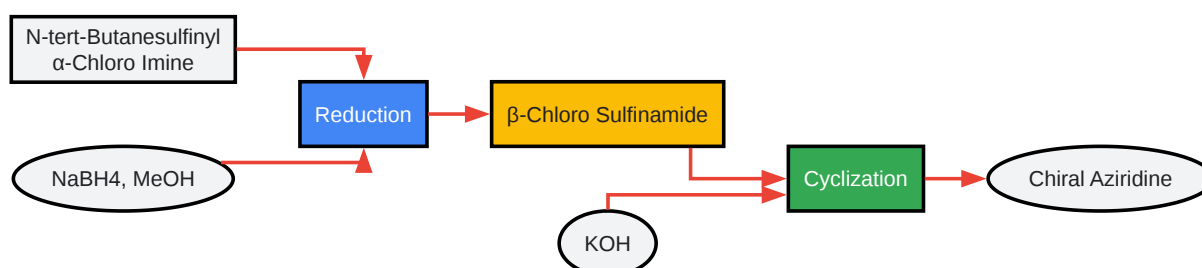 N-tert-Butanesulfinyl
α-Chloro Imine
Reduction
β-Chloro Sulfinamide
NaBH4, MeOH
Cyclization
Chiral Aziridine
KOH